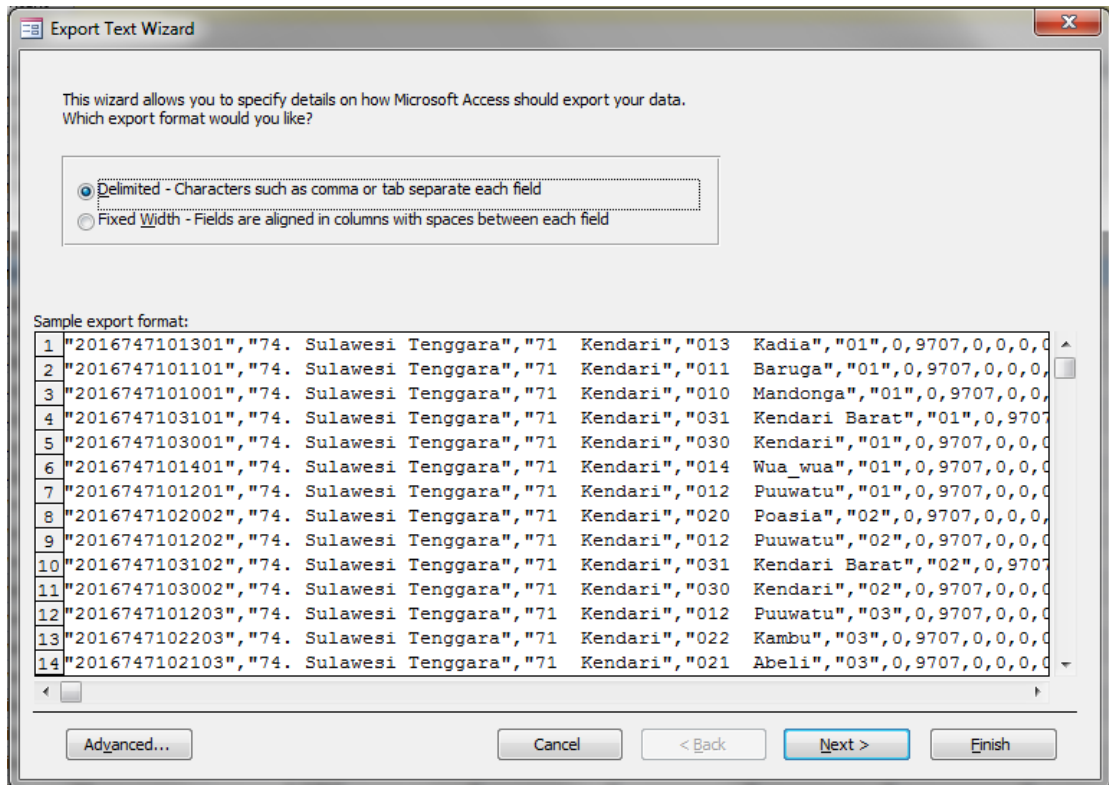 Export Text Wizard
This wizard allows you to specify details on how Microsoft Access should export your data.
Which export format would you like?
Delimited - Characters such as comma or tab separate each field
Fixed Width - Fields are aligned in columns with spaces between each field
Sample export format:
1 "2016747101301","74. Sulawesi Tenggara","71  Kendari","013  Kadia","01",0,9707,0,0,0,0
2 "2016747101101","74. Sulawesi Tenggara","71  Kendari","011  Baruga","01",0,9707,0,0,0,
3 "2016747101001","74. Sulawesi Tenggara","71  Kendari","010  Mandonga","01",0,9707,0,0,
4 "2016747103101","74. Sulawesi Tenggara","71  Kendari","031  Kendari Barat","01",0,9707
5 "2016747103001","74. Sulawesi Tenggara","71  Kendari","030  Kendari","01",0,9707,0,0,0
6 "2016747101401","74. Sulawesi Tenggara","71  Kendari","014  Wua_wua","01",0,9707,0,0,0
7 "2016747101201","74. Sulawesi Tenggara","71  Kendari","012  Puuwatu","01",0,9707,0,0,0
8 "2016747102002","74. Sulawesi Tenggara","71  Kendari","020  Poasia","02",0,9707,0,0,0,
9 "2016747101202","74. Sulawesi Tenggara","71  Kendari","012  Puuwatu","02",0,9707,0,0,0
10 "2016747103102","74. Sulawesi Tenggara","71  Kendari","031  Kendari Barat","02",0,9707
11 "2016747103002","74. Sulawesi Tenggara","71  Kendari","030  Kendari","02",0,9707,0,0,0
12 "2016747101203","74. Sulawesi Tenggara","71  Kendari","012  Puuwatu","03",0,9707,0,0,0
13 "2016747102203","74. Sulawesi Tenggara","71  Kendari","022  Kambu","03",0,9707,0,0,0,0
14 "2016747102103","74. Sulawesi Tenggara","71  Kendari","021  Abeli","03",0,9707,0,0,0,0
Advanced... Cancel < Back Next > Finish